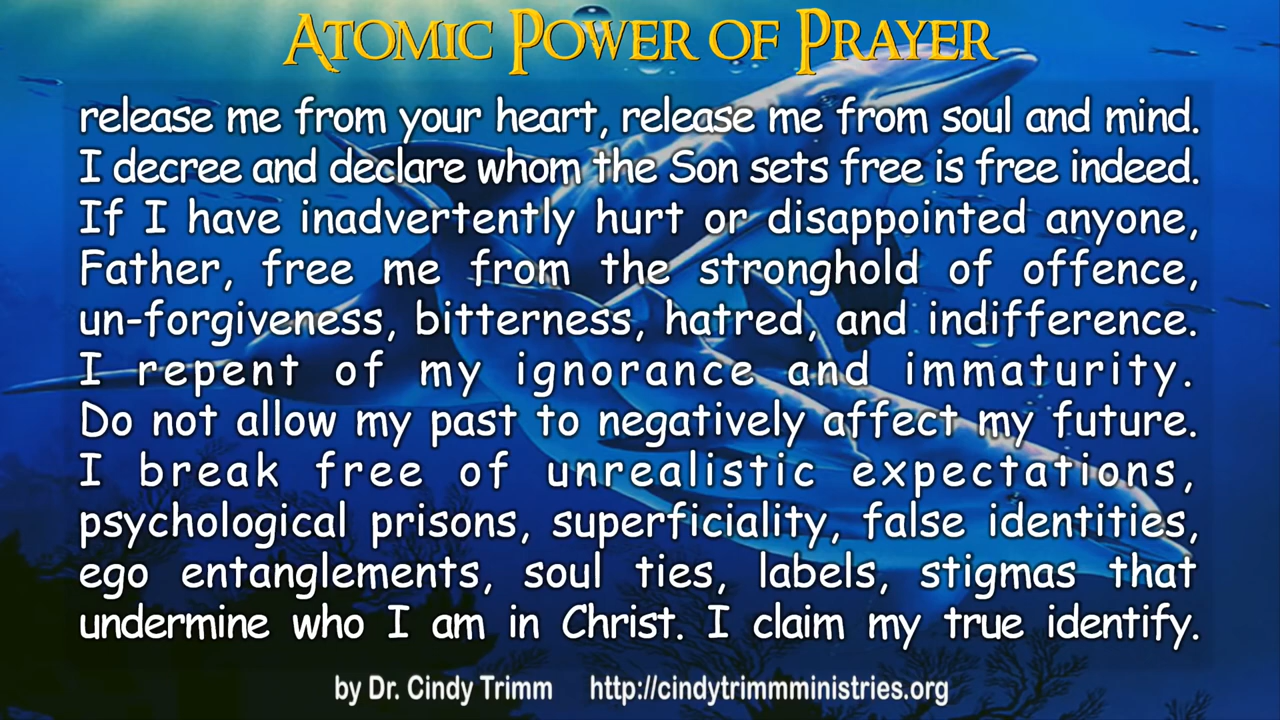 Atomic Power of Prayer
release me from your heart, release me from soul and mind.
I decree and declare whom the Son sets free is free indeed.
If I have inadvertently hurt or disappointed anyone,
Father, free me from the stronghold of offence,
un-forgiveness, bitterness, hatred, and indifference.
I repent of my ignorance and immaturity.
Do not allow my past to negatively affect my future.
I break free of unrealistic expectations,
psychological prisons, superficiality, false identities,
ego entanglements, soul ties, labels, stigmas that
undermine who I am in Christ. I claim my true identify.
by Dr. Cindy Trimm http://cindytrimmministries.org